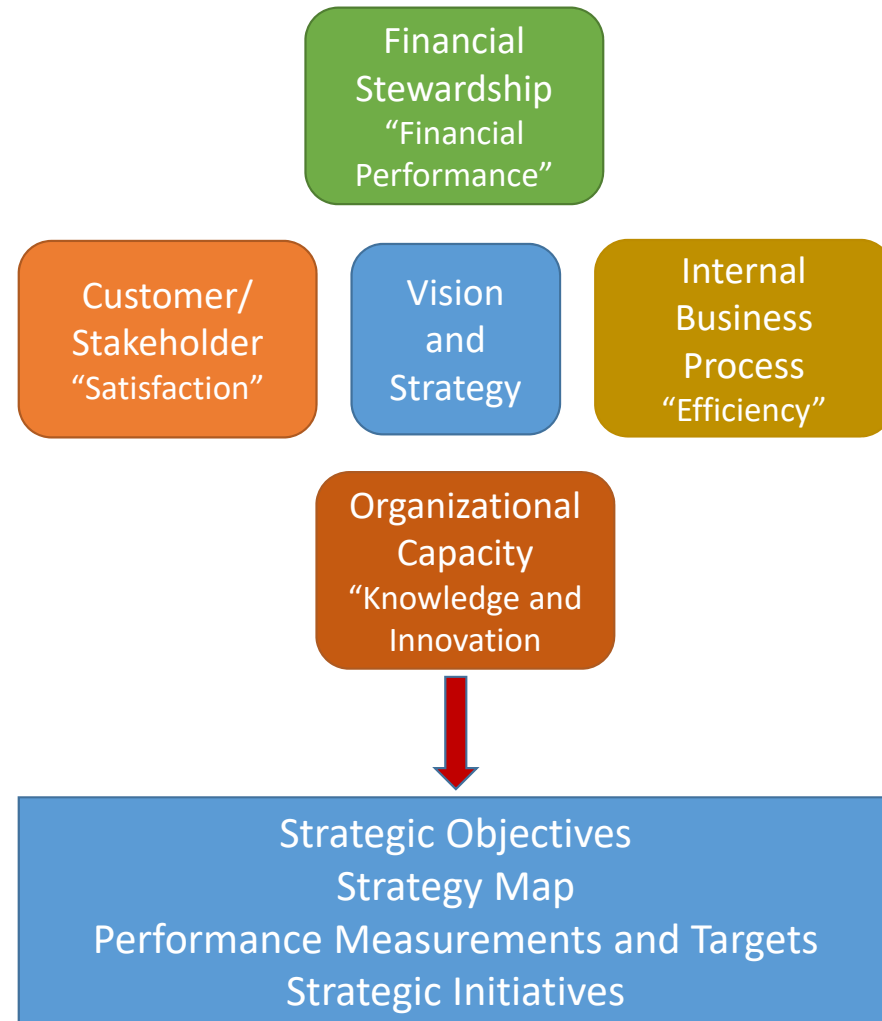 Financial
Stewardship
“Financial
Performance”
Customer/
Stakeholder
“Satisfaction”
Vision
and
Strategy
Internal
Business
Process
“Efficiency”
Organizational
Capacity
“Knowledge and
Innovation
Strategic Objectives
Strategy Map
Performance Measurements and Targets
Strategic Initiatives